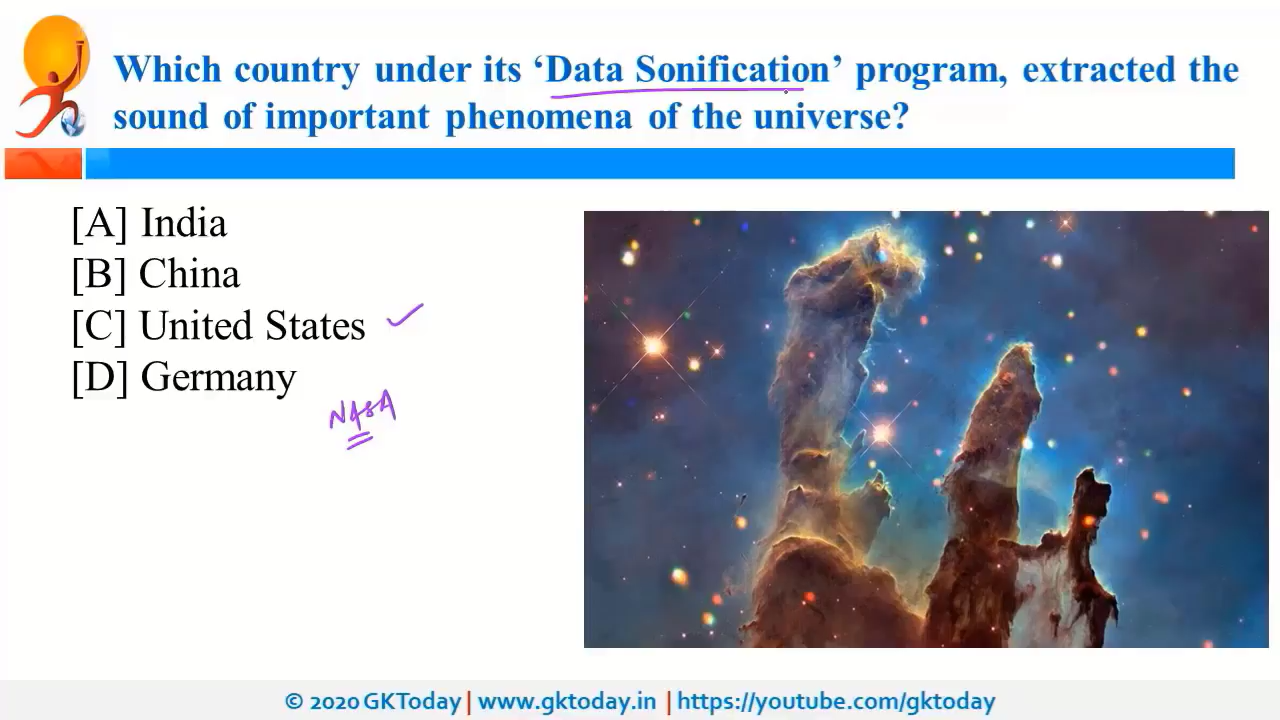 Which country under its ‘Data Sonification’ program, extracted the
sound of important phenomena of the universe?
[A] India
[B] China
[C] United States
[D] Germany
NASA
© 2020 GKToday | www.gktoday.in | https://youtube.com/gktoday